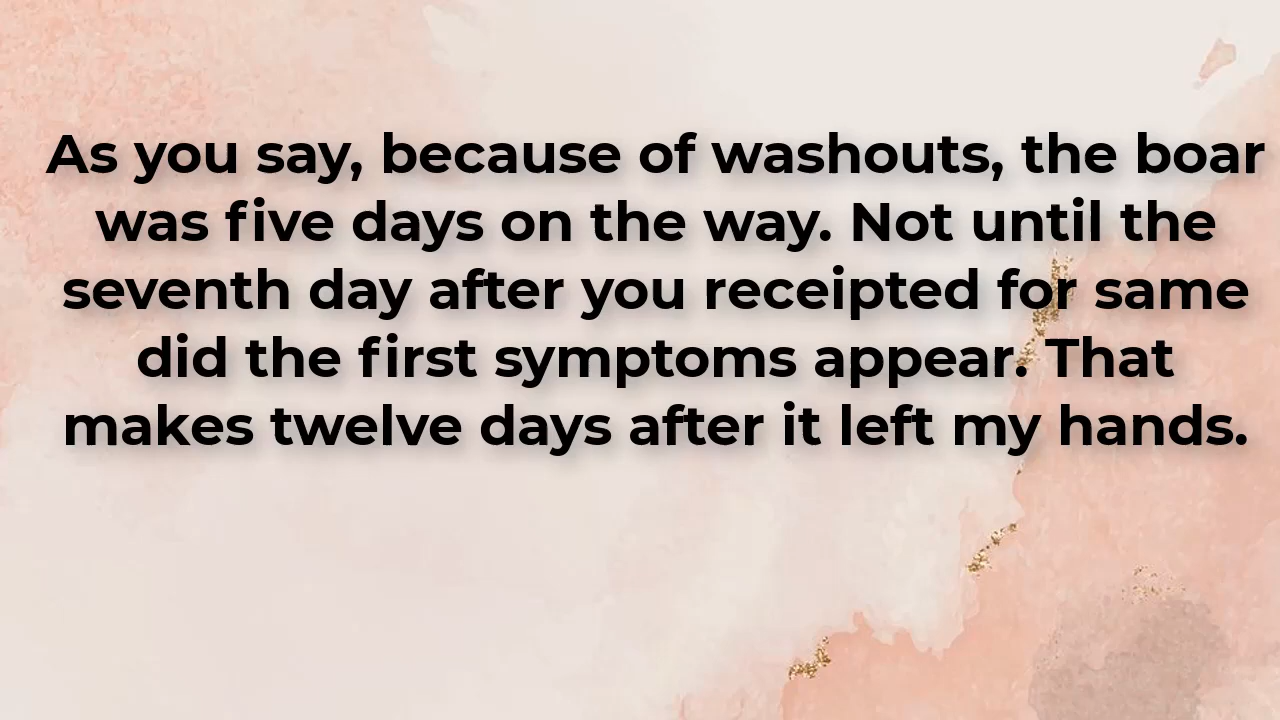 As you say, because of washouts, the boar
was five days on the way. Not until the
seventh day after you receipted for same
did the first symptoms appear. That
makes twelve days after it left my hands.